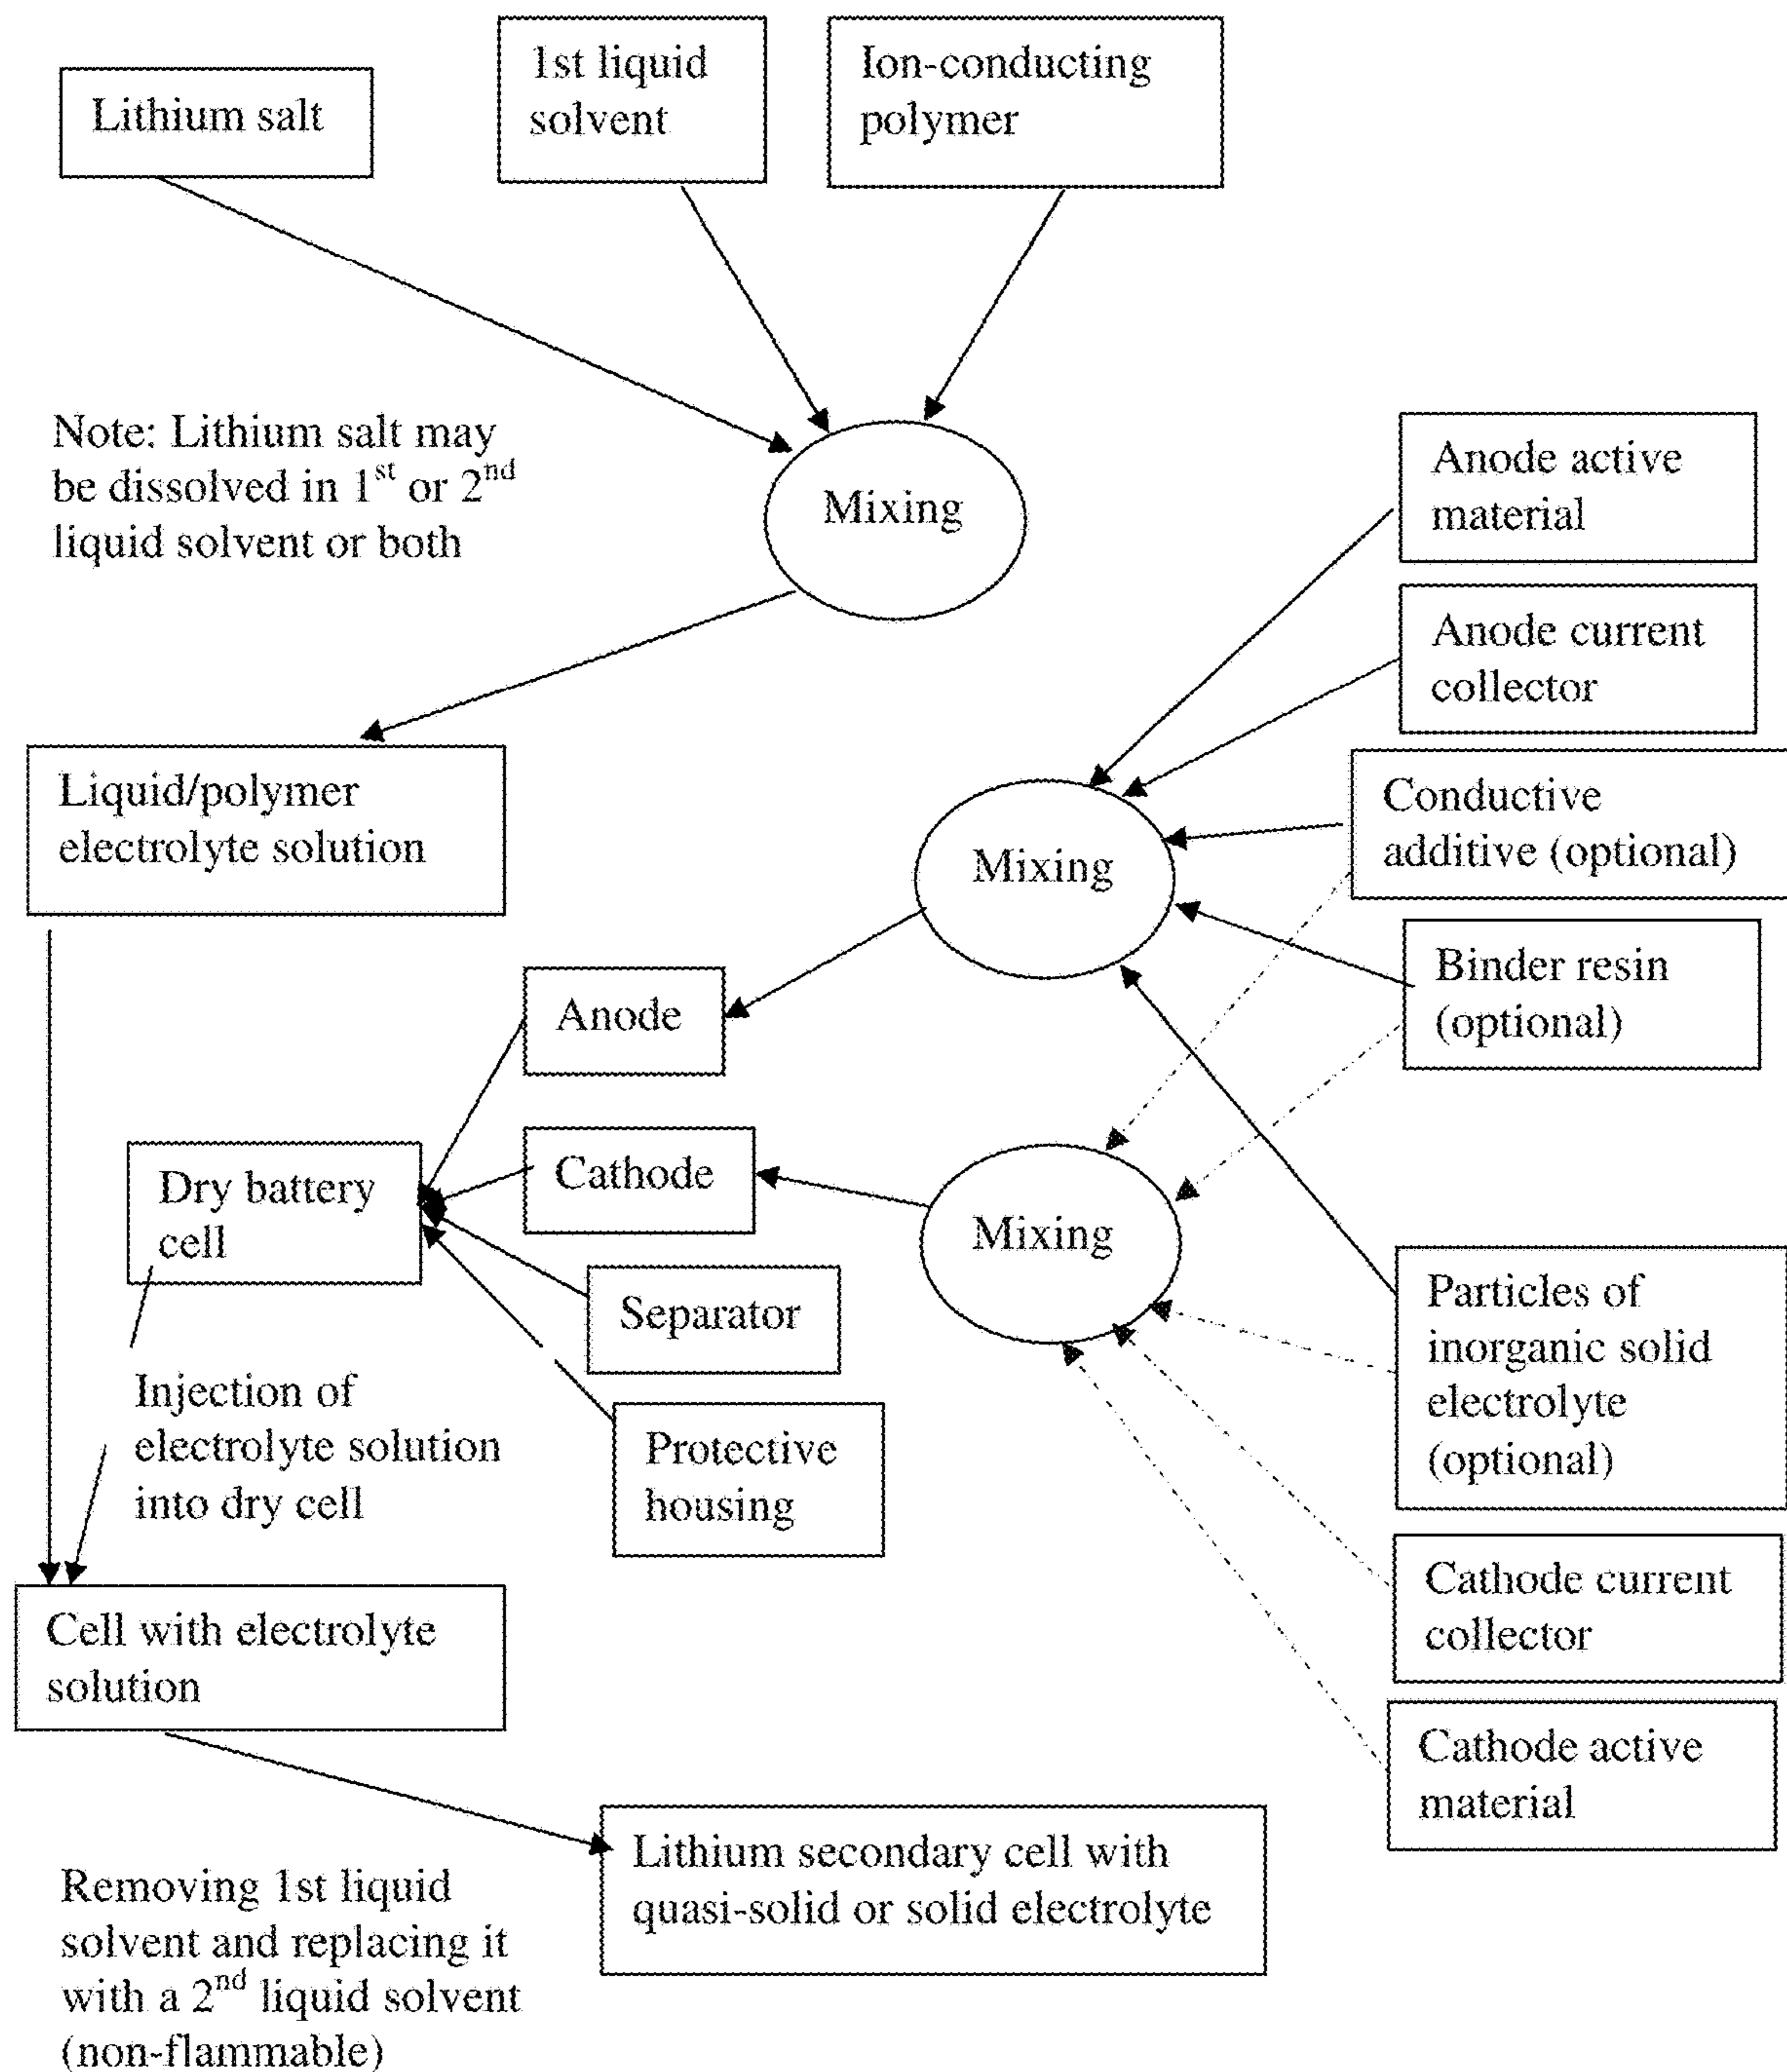 Lithium salt
1st liquid
solvent
Ion-conducting
polymer
Note: Lithium salt may
be dissolved in 1st or 2nd
liquid solvent or both
Mixing
Anode active
material
Anode current
collector
Liquid/polymer
electrolyte solution
Mixing
Conductive
additive (optional)
Binder resin
(optional)
Anode
Cathode
Dry battery
cell
Mixing
Separator
Particles of
inorganic solid
electrolyte
(optional)
Injection of
electrolyte solution
into dry cell
Protective
housing
Cell with electrolyte
solution
Cathode current
collector
Cathode active
material
Lithium secondary cell with
quasi-solid or solid electrolyte
Removing 1st liquid
solvent and replacing it
with a 2nd liquid solvent
(non-flammable)